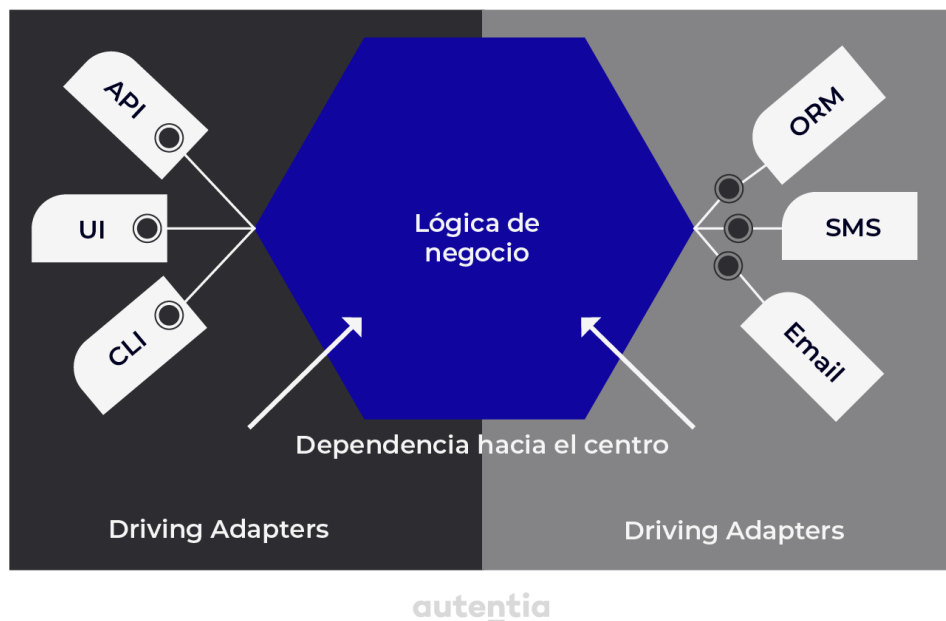 API
UI
CLI
Lógica de
negocio
ORM
SMS
Email
Dependencia hacia el centro
Driving Adapters
Driving Adapters
autentia